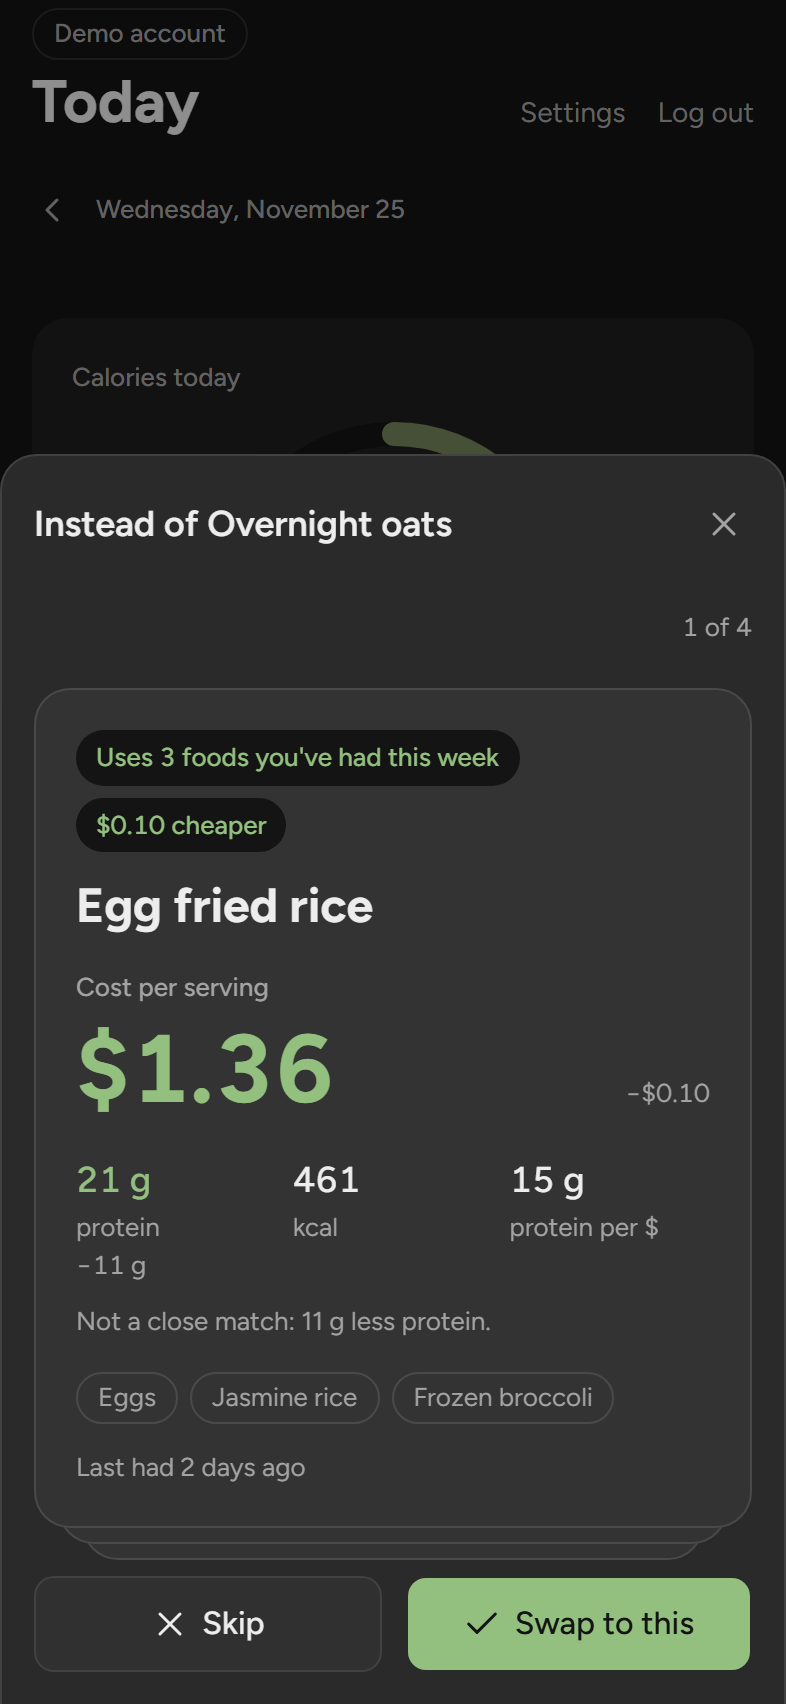 Demo account
Today
Settings
Log out
Wednesday, November 25
Calories today
Instead of Overnight oats
1 of 4
Uses 3 foods you've had this week
$0.10 cheaper
Egg fried rice
Cost per serving
$1.36
−$0.10
21 g
461
15 g
protein
kcal
protein per $
−11 g
Not a close match: 11 g less protein.
Eggs
Jasmine rice
Frozen broccoli
Last had 2 days ago
Skip
Swap to this